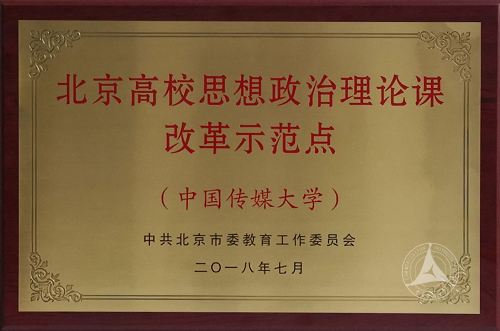 北京高校思想政治理论课
改革示范点
（中国传媒大学）
中共北京市委教育工作委员会
二〇一八年七月